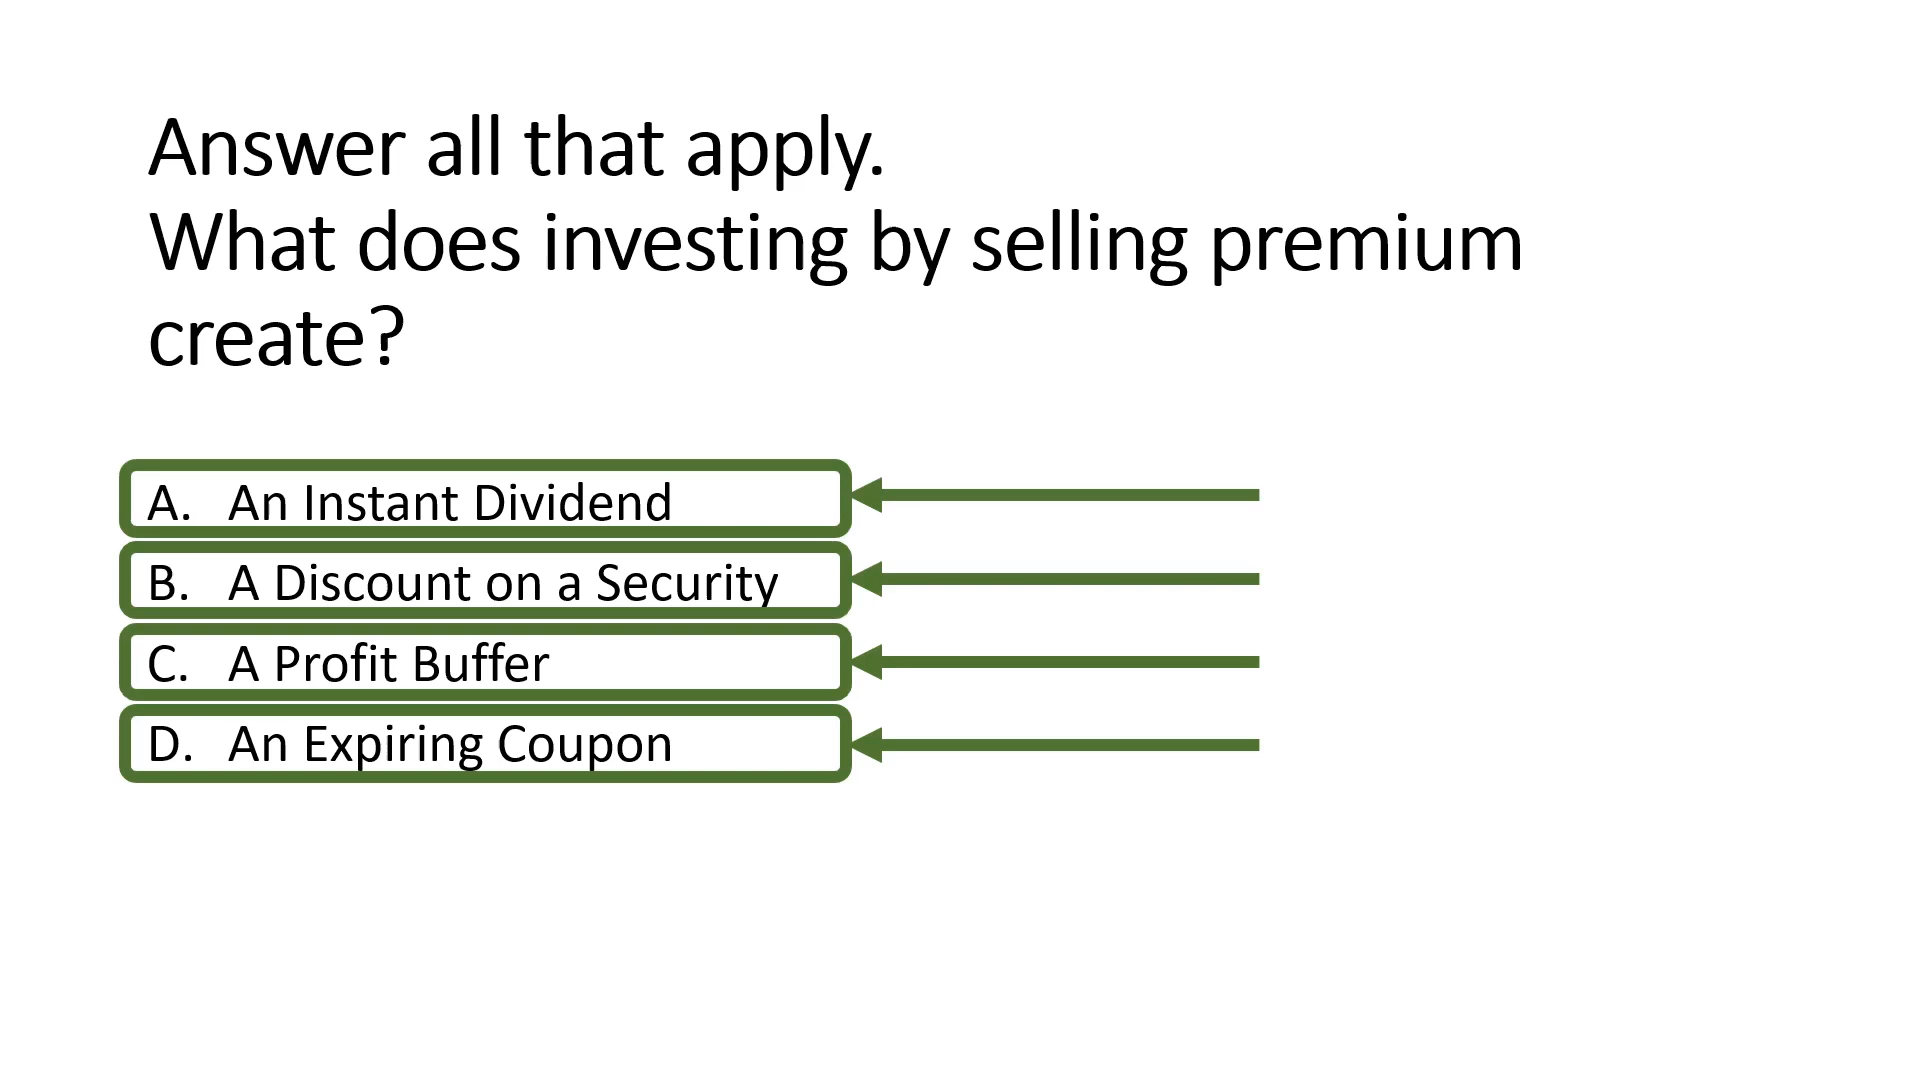 Answer all that apply.
What does investing by selling premium
create?
A. An Instant Dividend
B. A Discount on a Security
C. A Profit Buffer
D. An Expiring Coupon